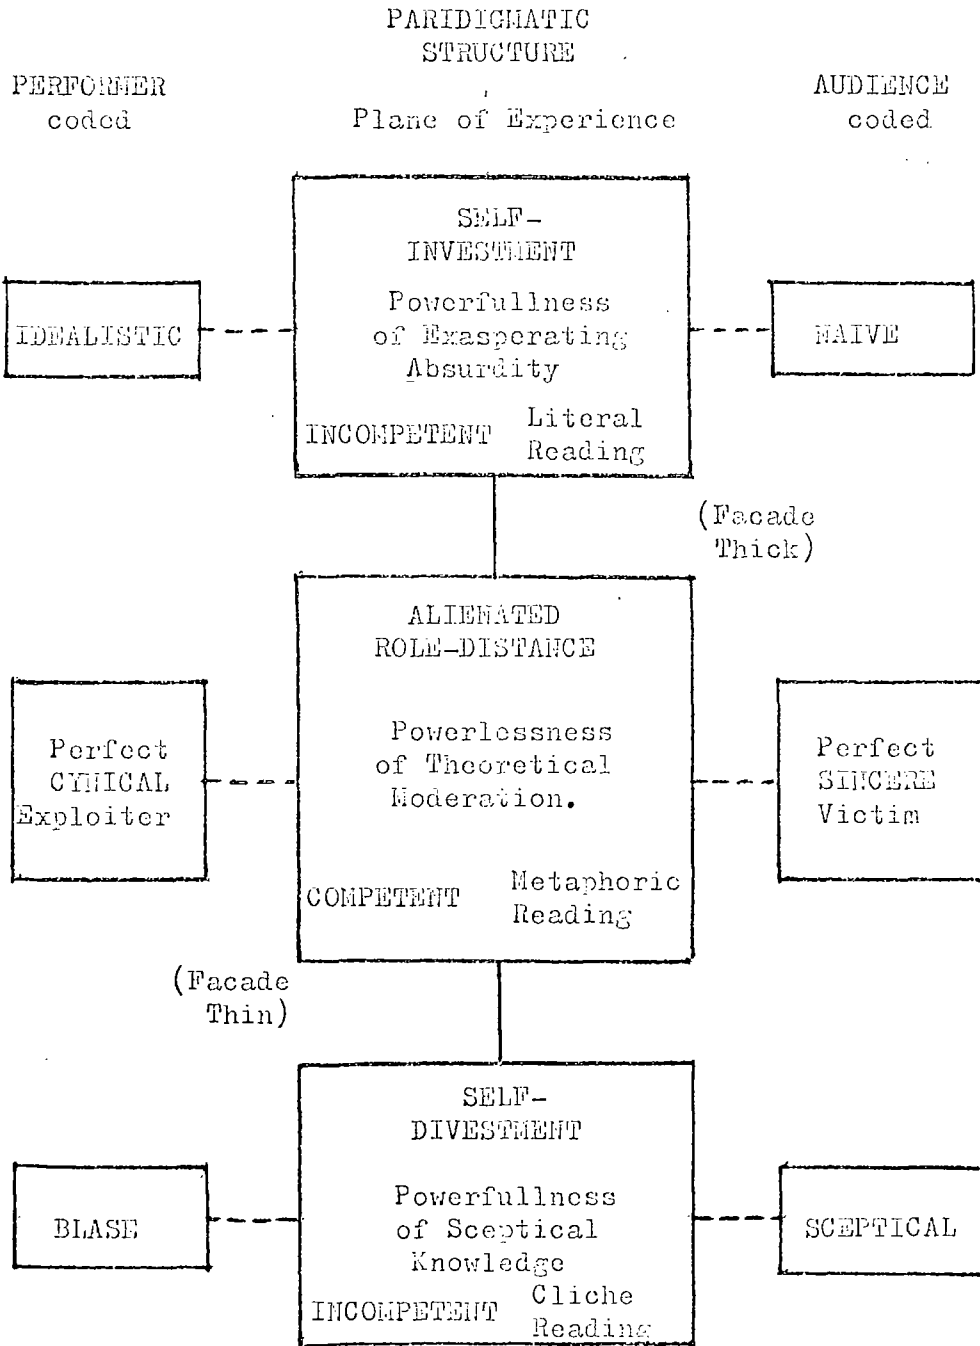 PARIDIGMATIC
STRUCTURE
PERFORMER
coded
Plane of Experience
AUDIENCE
coded
SELF-
INVESTMENT
Powerfullness
of Exasperating
Absurdity
INCOMPETENT
Literal
Reading
IDEALISTIC
NAIVE
(Facade
Thick)
ALIENATED
ROLE-DISTANCE
Powerlessness
of Theoretical
Moderation.
COMPETENT
Metaphoric
Reading
Perfect
CYNICAL
Exploiter
Perfect
SINCERE
Victim
(Facade
Thin)
SELF-
DIVESTMENT
Powerfullness
of Sceptical
Knowledge
INCOMPETENT
Cliche
Reading
BLASE
SCEPTICAL